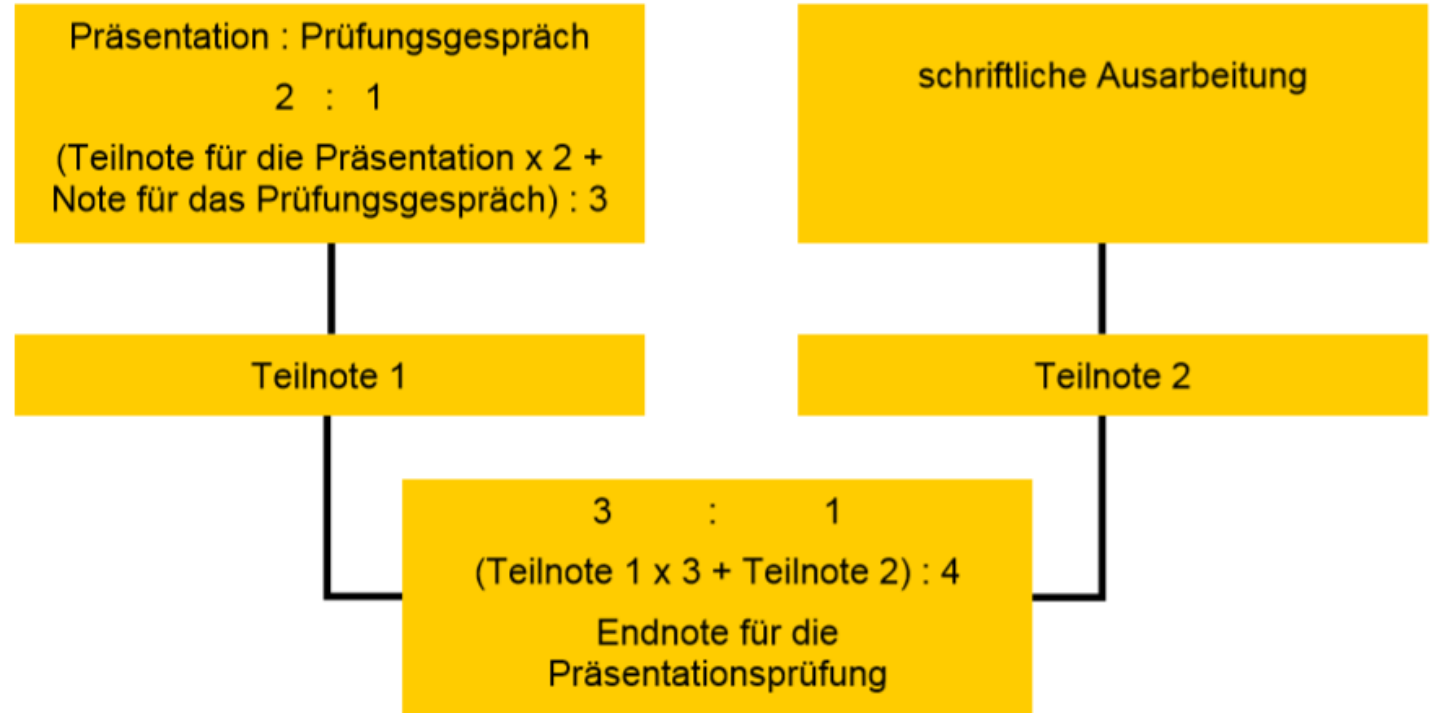 Präsentation : Prüfungsgespräch
2 : 1
(Teilnote für die Präsentation x 2 +
Note für das Prüfungsgespräch) : 3
schriftliche Ausarbeitung
Teilnote 1
Teilnote 2
3 : 1
(Teilnote 1 x 3 + Teilnote 2) : 4
Endnote für die
Präsentationsprüfung